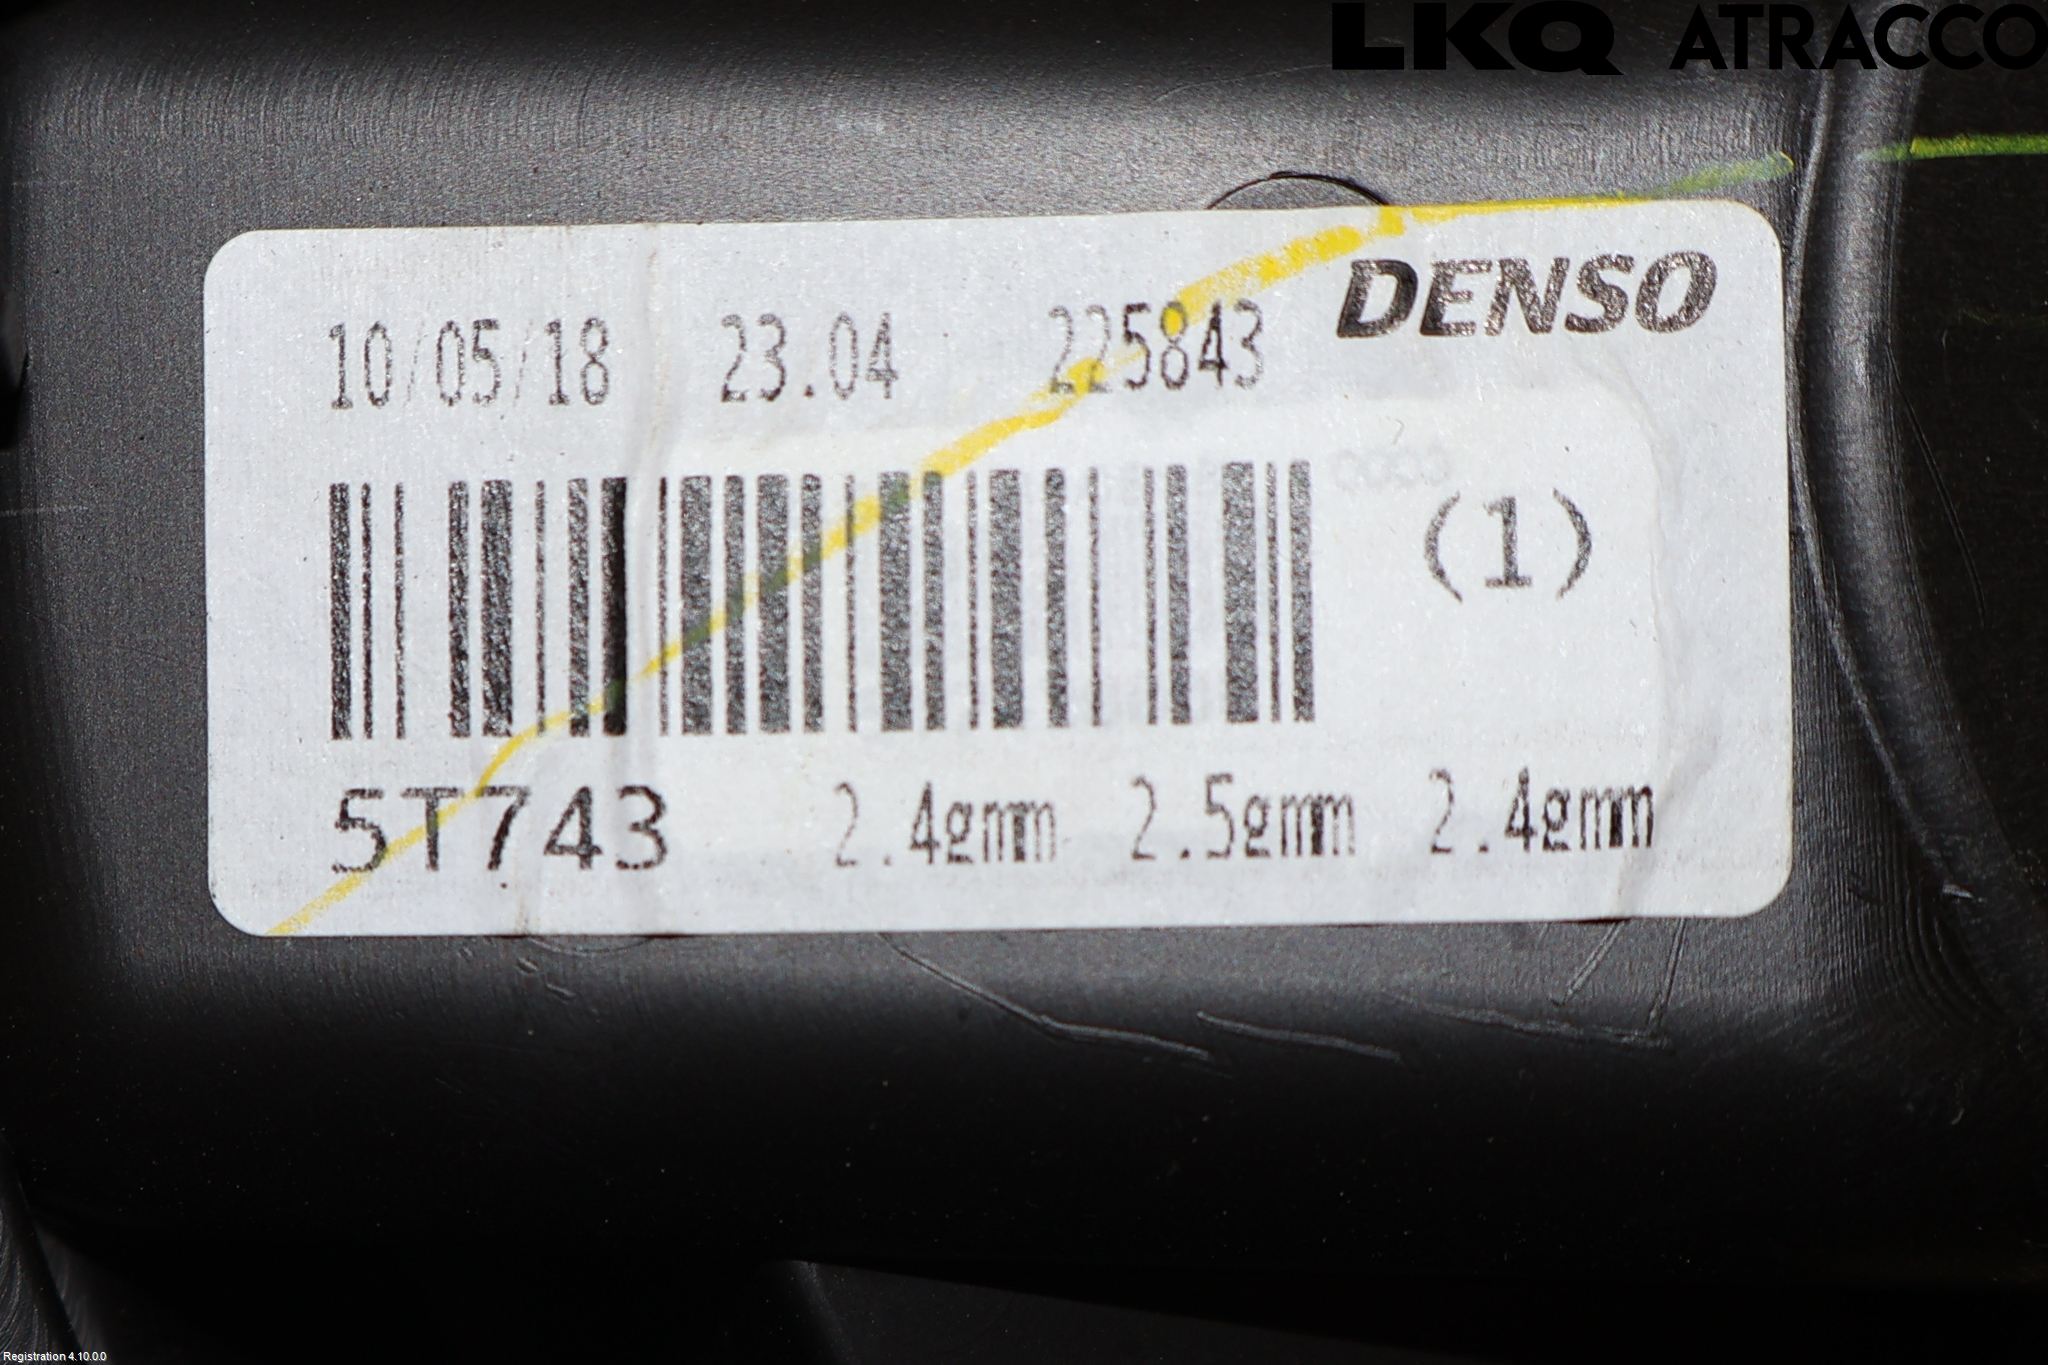 LKQ ATRACCO
DENSO
10/05/18 23.04 225843
(1)
5T743 2.4gmm 2.5gmm 2.4gmm
Registration 4.10.0.0